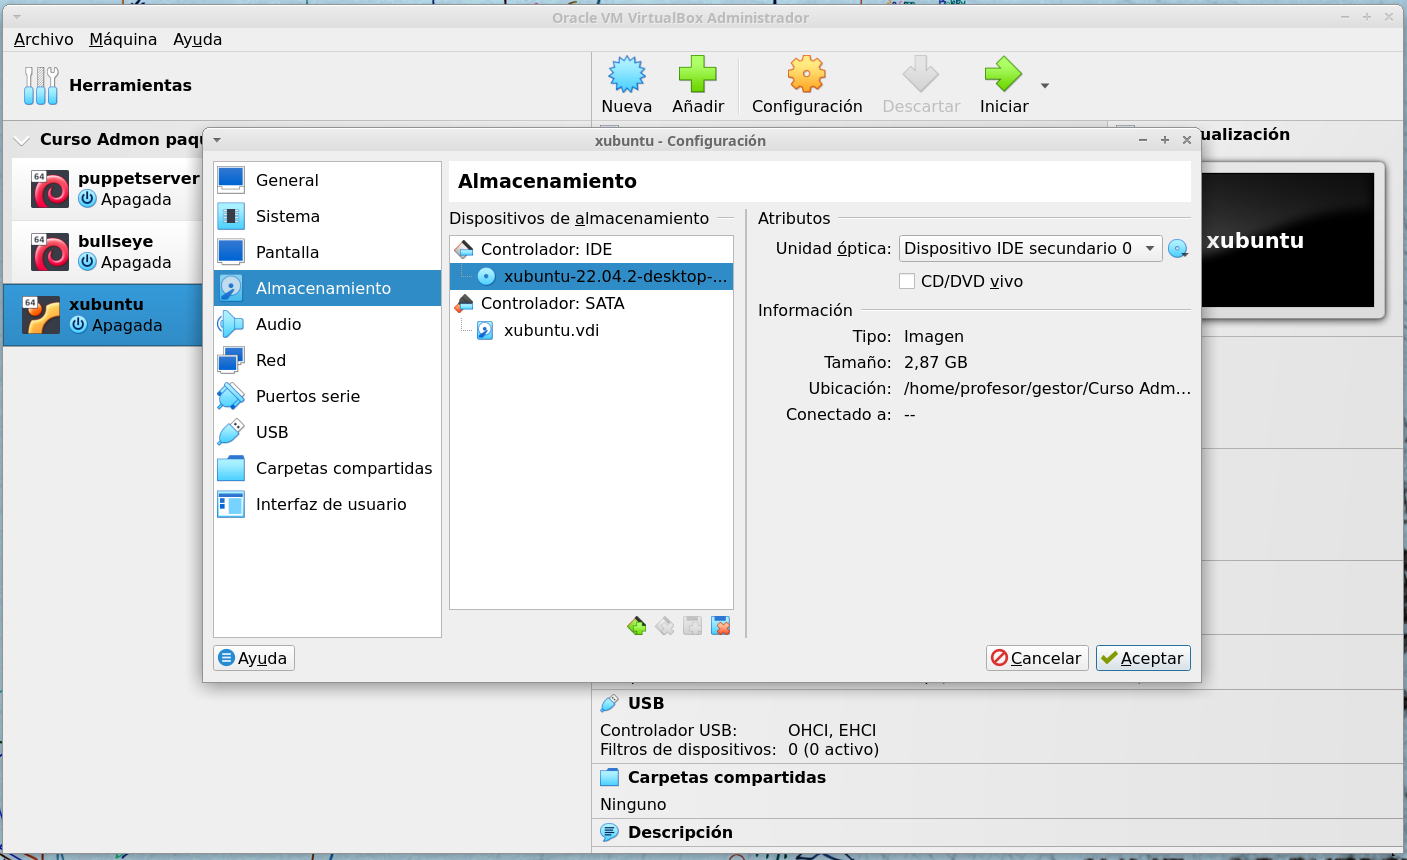 Oracle VM VirtualBox Administrador
Archivo Máquina Ayuda
Herramientas
Nueva Añadir Configuración Descartar Iniciar
Curso Admon
puppetserver
Apagada
bullseye
Apagada
xubuntu
Apagada
xubuntu
xubuntu - Configuración
General
Sistema
Pantalla
Almacenamiento
Audio
Red
Puertos serie
USB
Carpetas compartidas
Interfaz de usuario
Almacenamiento
Dispositivos de almacenamiento
Controlador: IDE
xubuntu-22.04.2-desktop-...
Controlador: SATA
xubuntu.vdi
Atributos
Unidad óptica: Dispositivo IDE secundario 0
CD/DVD vivo
Información
Tipo: Imagen
Tamaño: 2,87 GB
Ubicación: /home/profesor/gestor/Curso Adm...
Conectado a: --
Ayuda Cancelar Aceptar
USB
Controlador USB: OHCI, EHCI
Filtros de dispositivos: 0 (0 activo)
Carpetas compartidas
Ninguno
Descripción